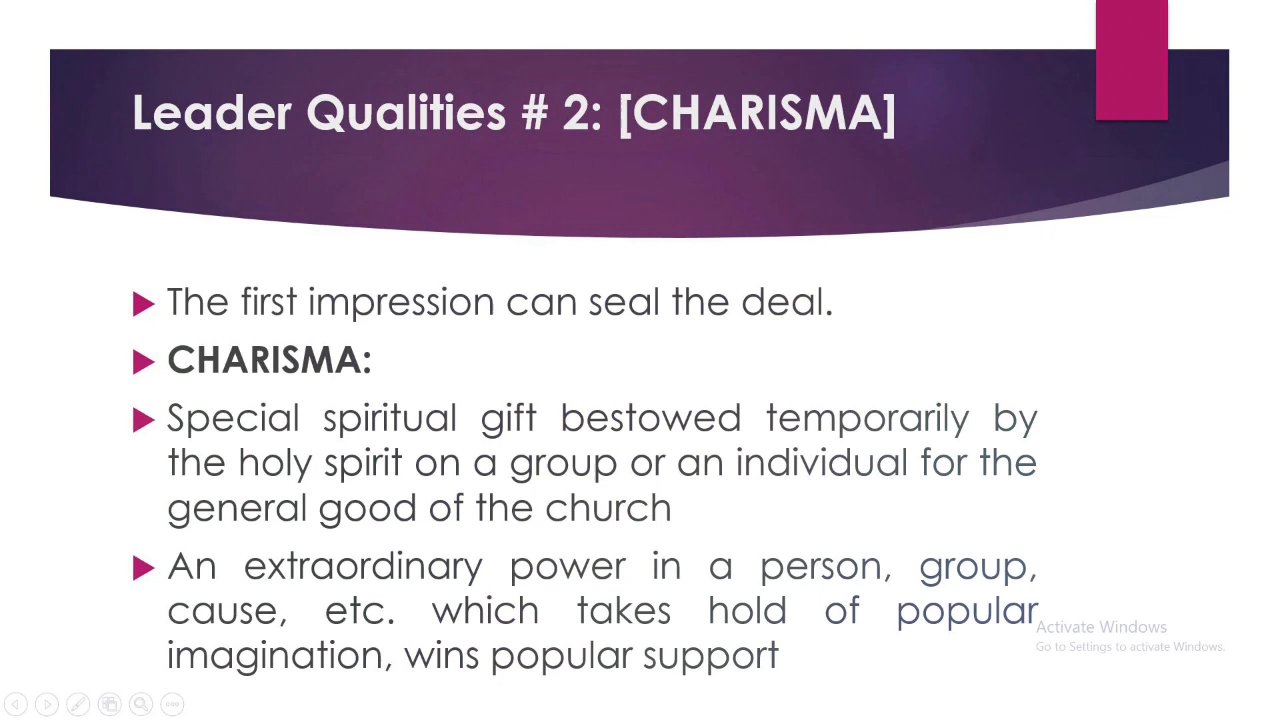 Leader Qualities # 2: [CHARISMA]
The first impression can seal the deal.
CHARISMA:
Special spiritual gift bestowed temporarily by
the holy spirit on a group or an individual for the
general good of the church
An extraordinary power in a person, group,
cause, etc. which takes hold of popular
imagination, wins popular support
Activate Windows
Go to Settings to activate Windows.